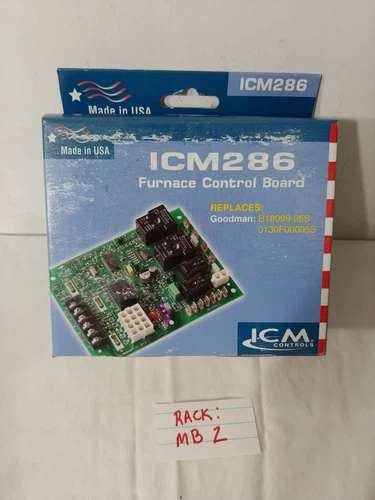 ICM286
Made in USA
Made in USA
ICM286
Furnace Control Board
REPLACES:
Goodman: B18099-26S
0130F00005S
ICM
CONTROLS
RACK:
MB 2